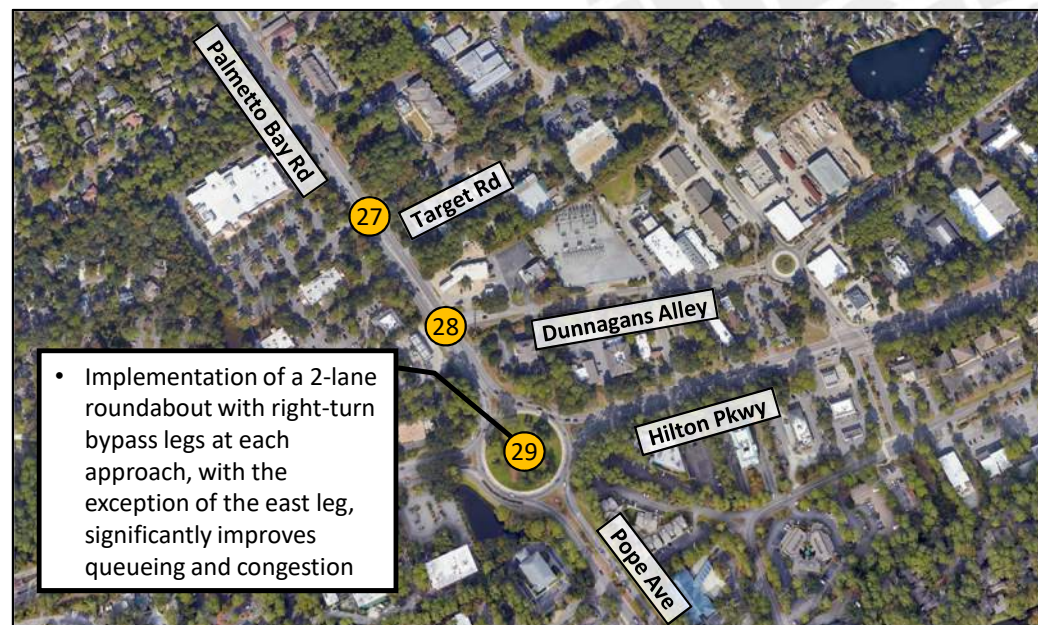 Palmetto Bay Rd
27
Target Rd
28
Dunnagans Alley
• Implementation of a 2-lane
roundabout with right-turn
bypass legs at each
approach, with the
exception of the east leg,
significantly improves
queueing and congestion
29
Hilton Pkwy
Pope Ave